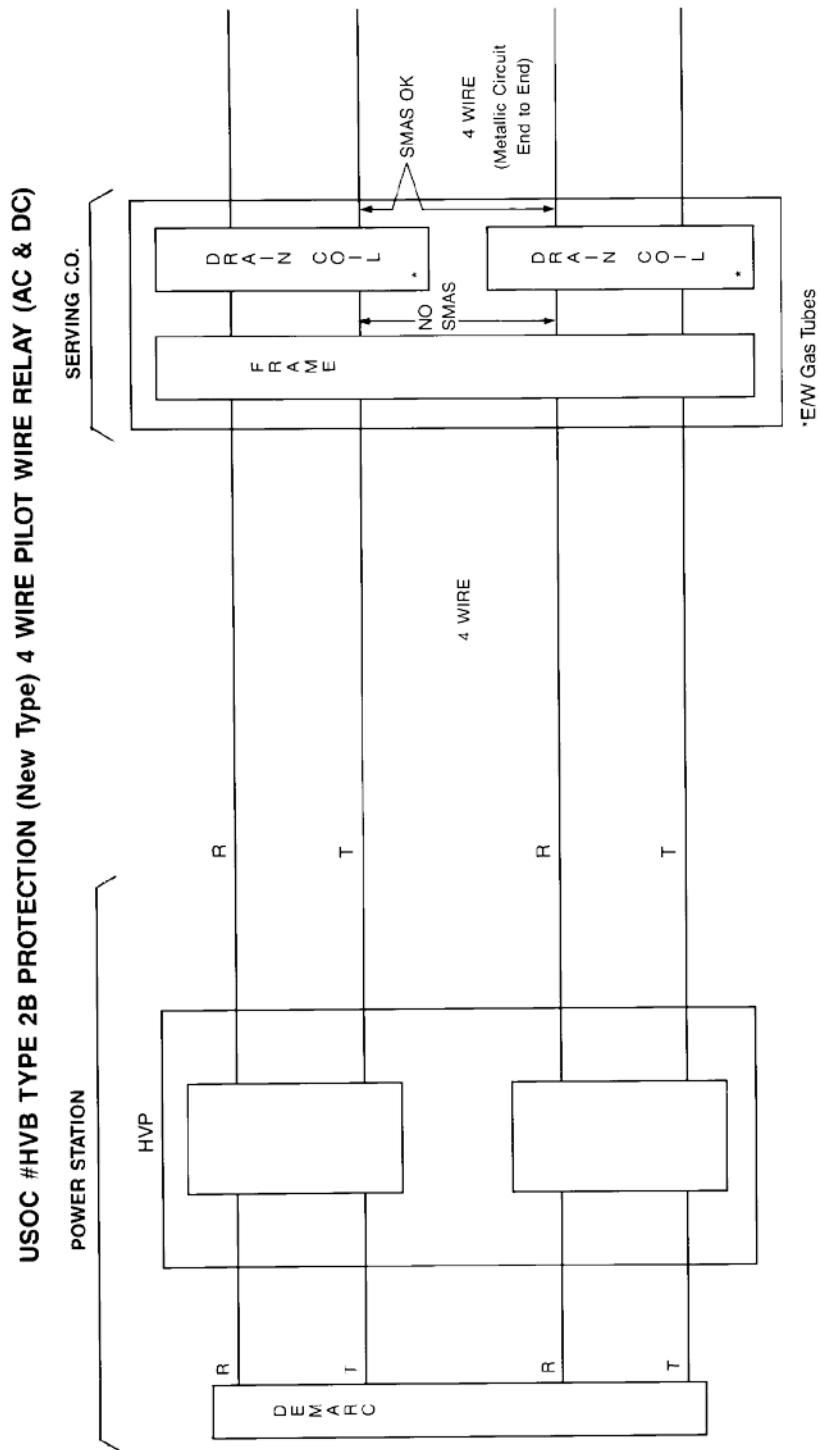 USOC #HVB TYPE 2B PROTECTION (New Type) 4 WIRE PILOT WIRE RELAY (AC & DC)
POWER STATION
SERVING C.O.
HVP
DEMARC
R
T
R
T
R
T
R
T
4 WIRE
FRAME
NO
SMAS
DRAIN COIL
*
DRAIN COIL
*
SMAS OK
4 WIRE
(Metallic Circuit
End to End)
*E/W Gas Tubes